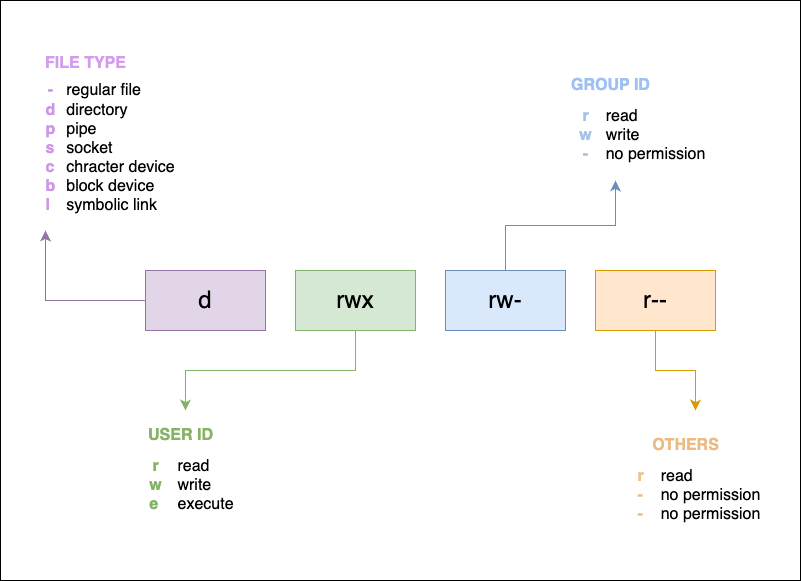 FILE TYPE
- regular file
d directory
p pipe
s socket
c chracter device
b block device
l symbolic link
GROUP ID
r read
w write
- no permission
d
rwx
rw-
r--
USER ID
r read
w write
e execute
OTHERS
r read
- no permission
- no permission